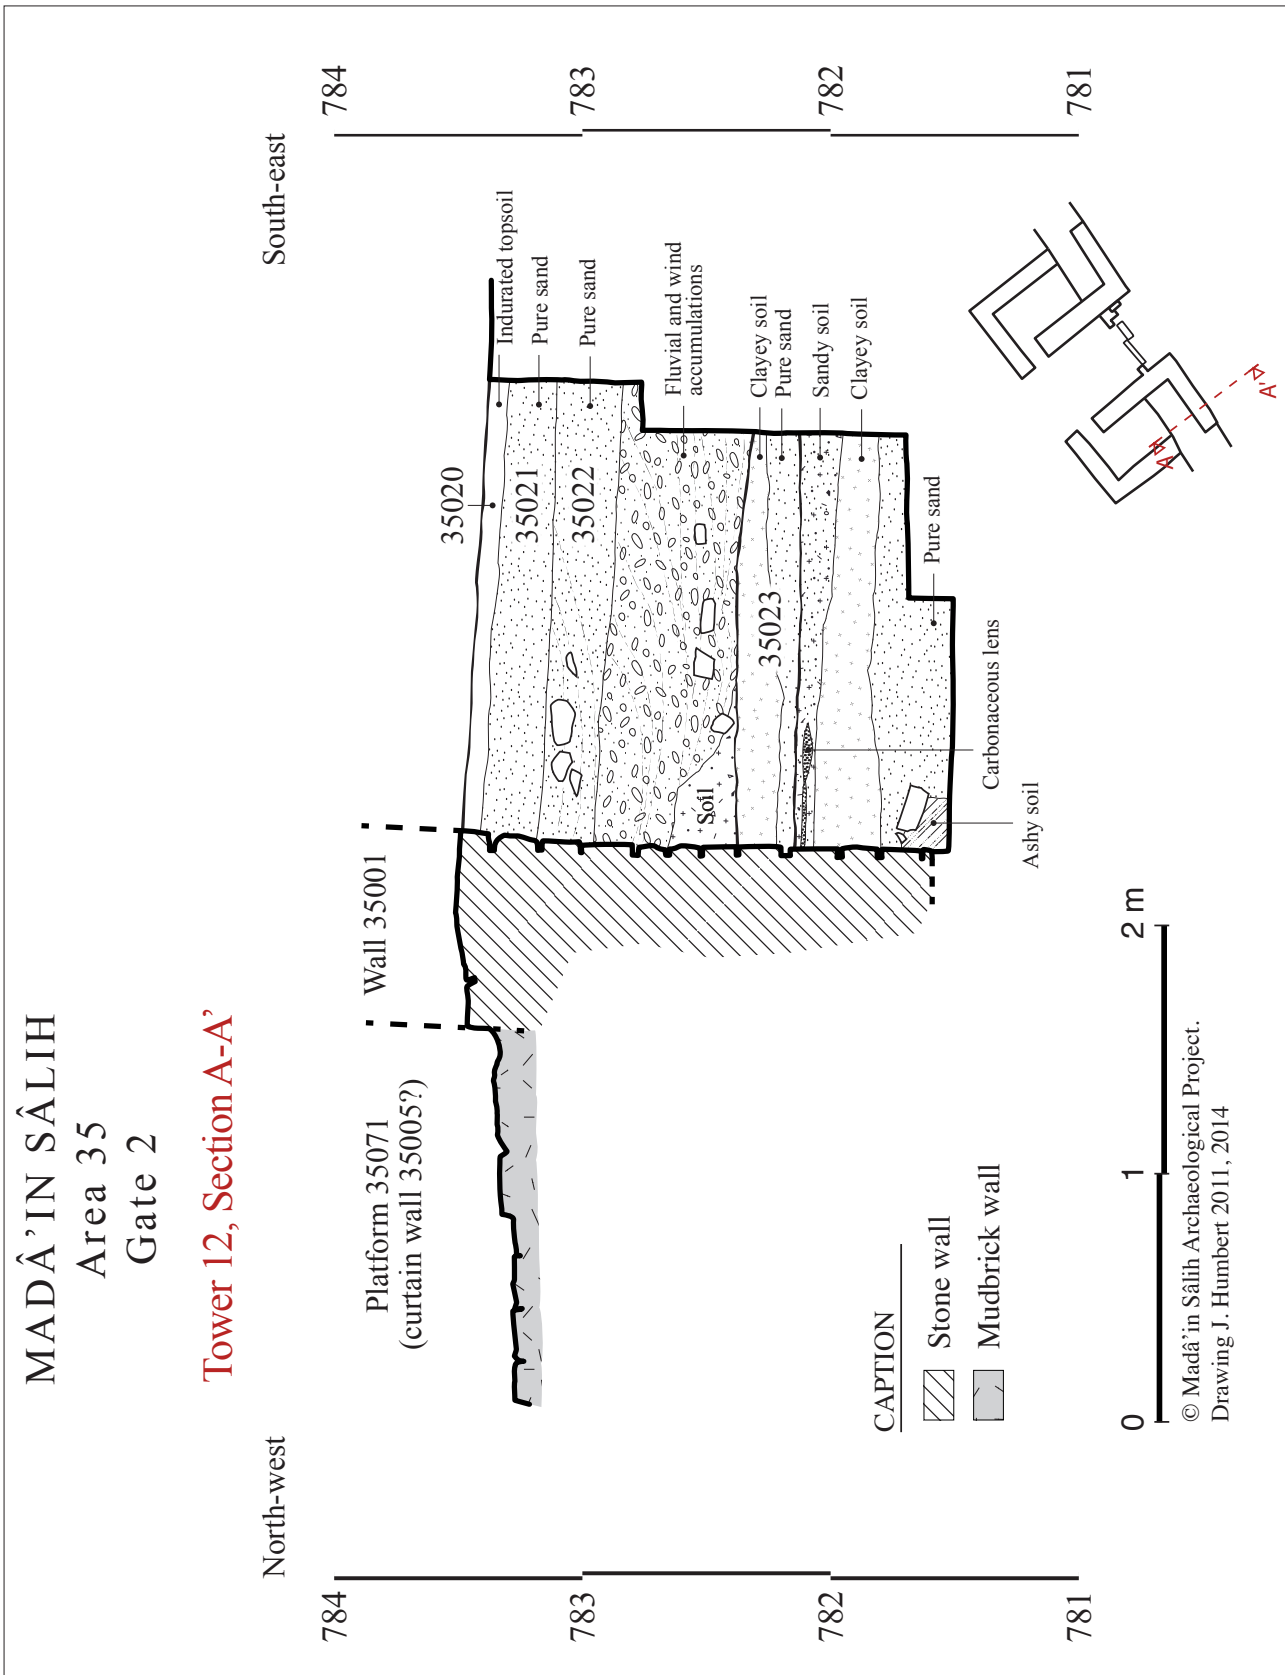 MADÂ’IN SÂLIH
Area 35
Gate 2
Tower 12, Section A-A’
North-west
South-east
784
783
782
781
784
783
782
781
Platform 35071
(curtain wall 35005?)
Wall 35001
35020
35021
35022
35023
Indurated topsoil
Pure sand
Pure sand
Fluvial and wind
accumulations
Clayey soil
Pure sand
Sandy soil
Clayey soil
Pure sand
Soil
Carbonaceous lens
Ashy soil
A
A’
CAPTION
Stone wall
Mudbrick wall
0
1
2 m
© Madâ’in Sâlih Archaeological Project.
Drawing J. Humbert 2011, 2014